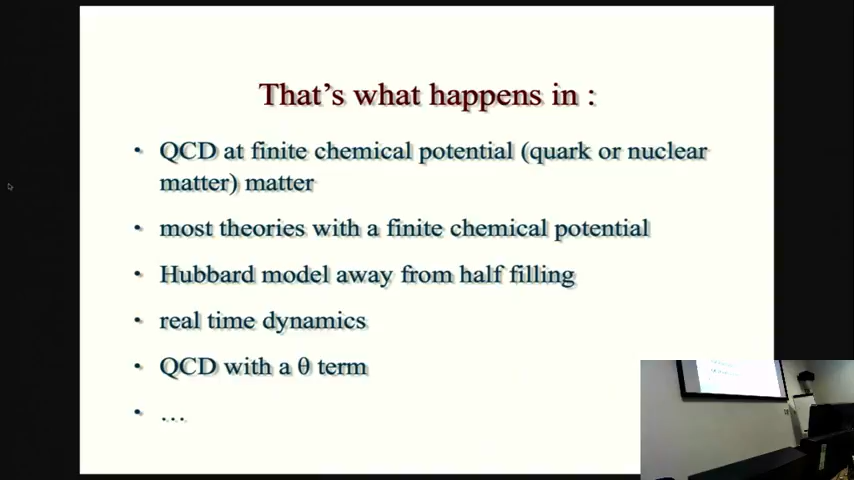 That's what happens in :
• QCD at finite chemical potential (quark or nuclear
matter) matter
• most theories with a finite chemical potential
• Hubbard model away from half filling
• real time dynamics
• QCD with a θ term
• …